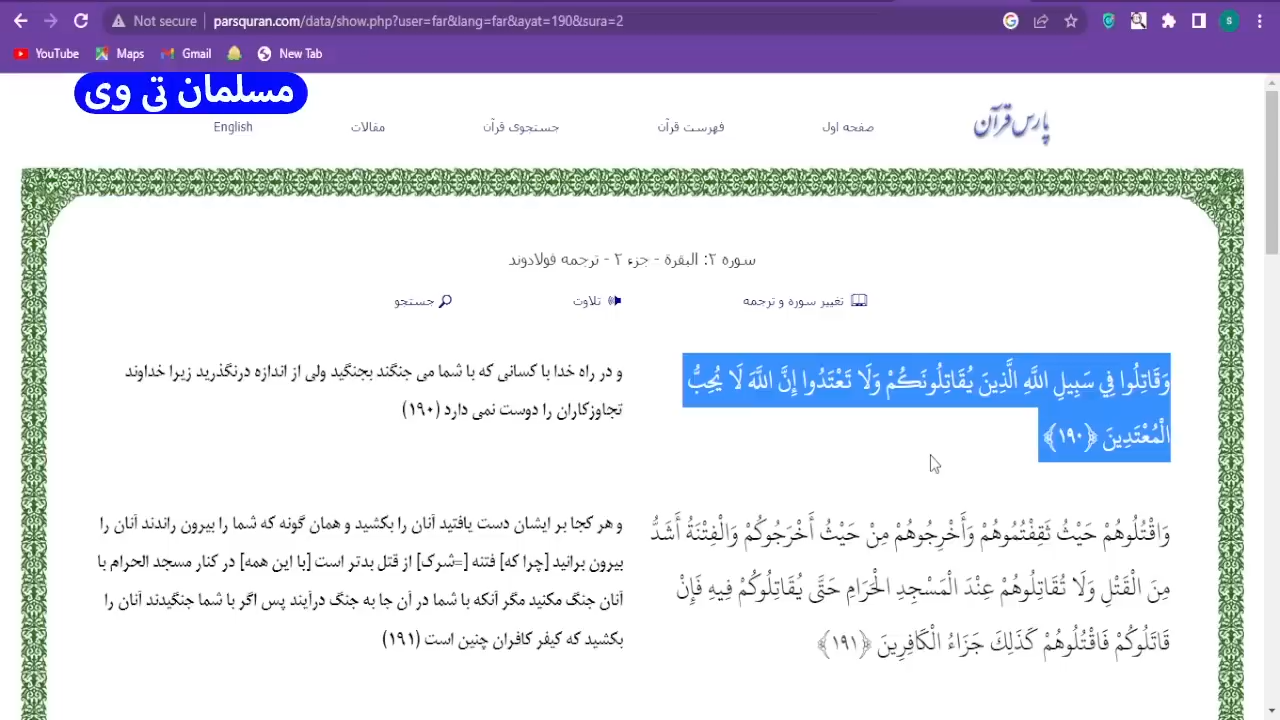 Not secure
parsquran.com/data/show.php?user=far&lang=far&ayat=190&sura=2
YouTube Maps Gmail New Tab
مسلمان تی وی
پارس قرآن
صفحه اول فهرست قرآن جستجوی قرآن مقالات English
سوره ۲: البقرة - جزء ۲ - ترجمه فولادوند
تغییر سوره و ترجمه تلاوت جستجو
وَقَاتِلُوا فِي سَبِيلِ اللَّهِ الَّذِينَ يُقَاتِلُونَكُمْ وَلَا تَعْتَدُوا إِنَّ اللَّهَ لَا يُحِبُّ
الْمُعْتَدِينَ ﴿۱۹۰﴾
و در راه خدا با کسانی که با شما می جنگند بجنگید ولی از اندازه درنگذرید زیرا خداوند
تجاوزکاران را دوست نمی دارد (۱۹۰)
وَاقْتُلُوهُمْ حَيْثُ ثَقِفْتُمُوهُمْ وَأَخْرِجُوهُمْ مِنْ حَيْثُ أَخْرَجُوكُمْ وَالْفِتْنَةُ أَشَدُّ
مِنَ الْقَتْلِ وَلَا تُقَاتِلُوهُمْ عِنْدَ الْمَسْجِدِ الْحَرَامِ حَتَّى يُقَاتِلُوكُمْ فِيهِ فَإِنْ
قَاتَلُوكُمْ فَاقْتُلُوهُمْ كَذَلِكَ جَزَاءُ الْكَافِرِينَ ﴿۱۹۱﴾
و هر کجا بر ایشان دست یافتید آنان را بکشید و همان گونه که شما را بیرون راندند آنان را
بیرون برانید [چرا که] فتنه [=شرک] از قتل بدتر است [با این همه] در کنار مسجد الحرام با
آنان جنگ مکنید مگر آنکه با شما در آن جا به جنگ درآیند پس اگر با شما جنگیدند آنان را
بکشید که کیفر کافران چنین است (۱۹۱)